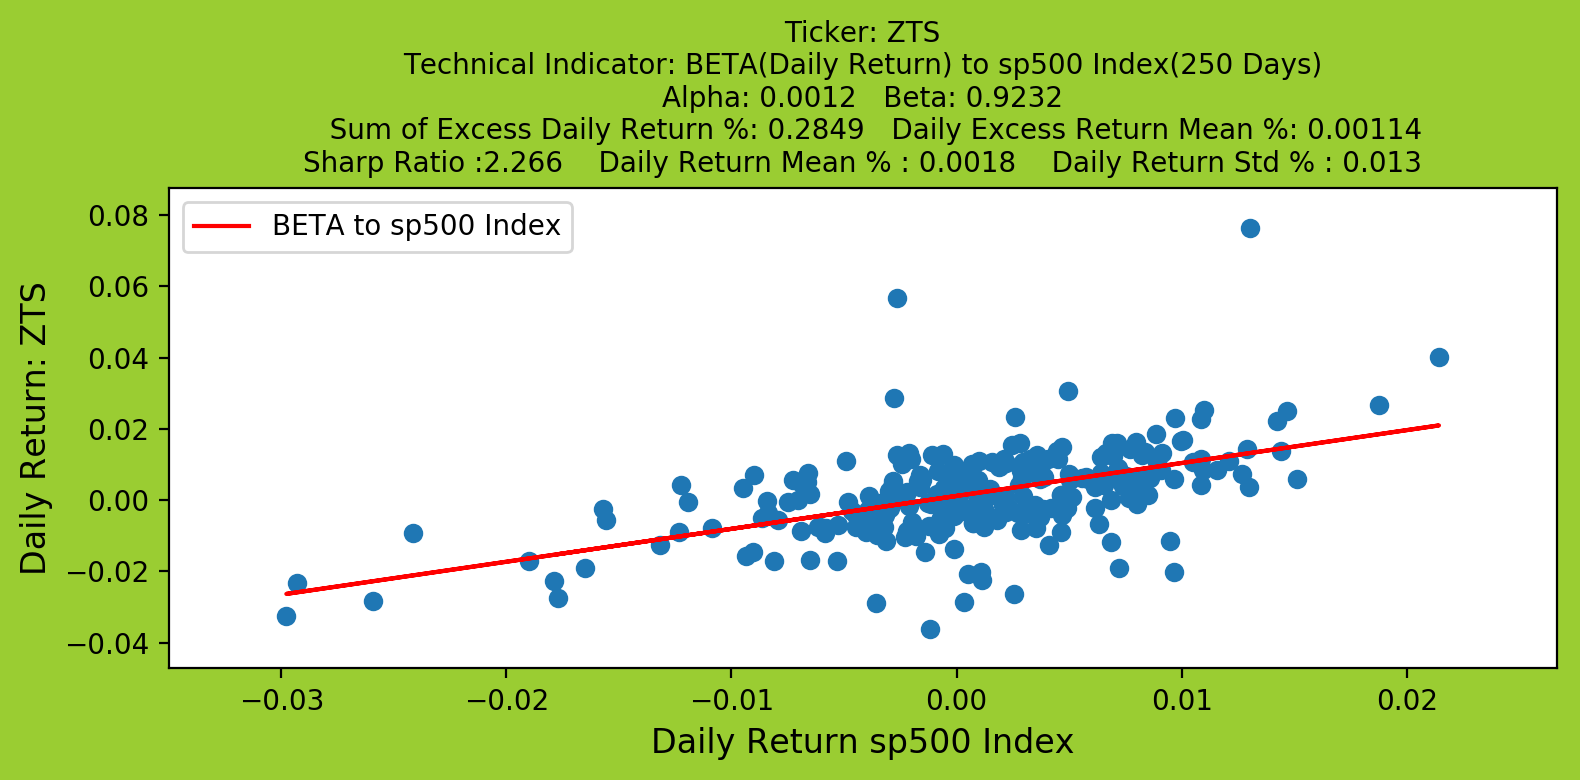 Ticker: ZTS
Technical Indicator: BETA(Daily Return) to sp500 Index(250 Days)
Alpha: 0.0012   Beta: 0.9232
Sum of Excess Daily Return %: 0.2849   Daily Excess Return Mean %: 0.00114
Sharp Ratio :2.266    Daily Return Mean % : 0.0018    Daily Return Std % : 0.013
BETA to sp500 Index
Daily Return: ZTS
0.08
0.06
0.04
0.02
0.00
−0.02
−0.04
−0.03 −0.02 −0.01 0.00 0.01 0.02
Daily Return sp500 Index